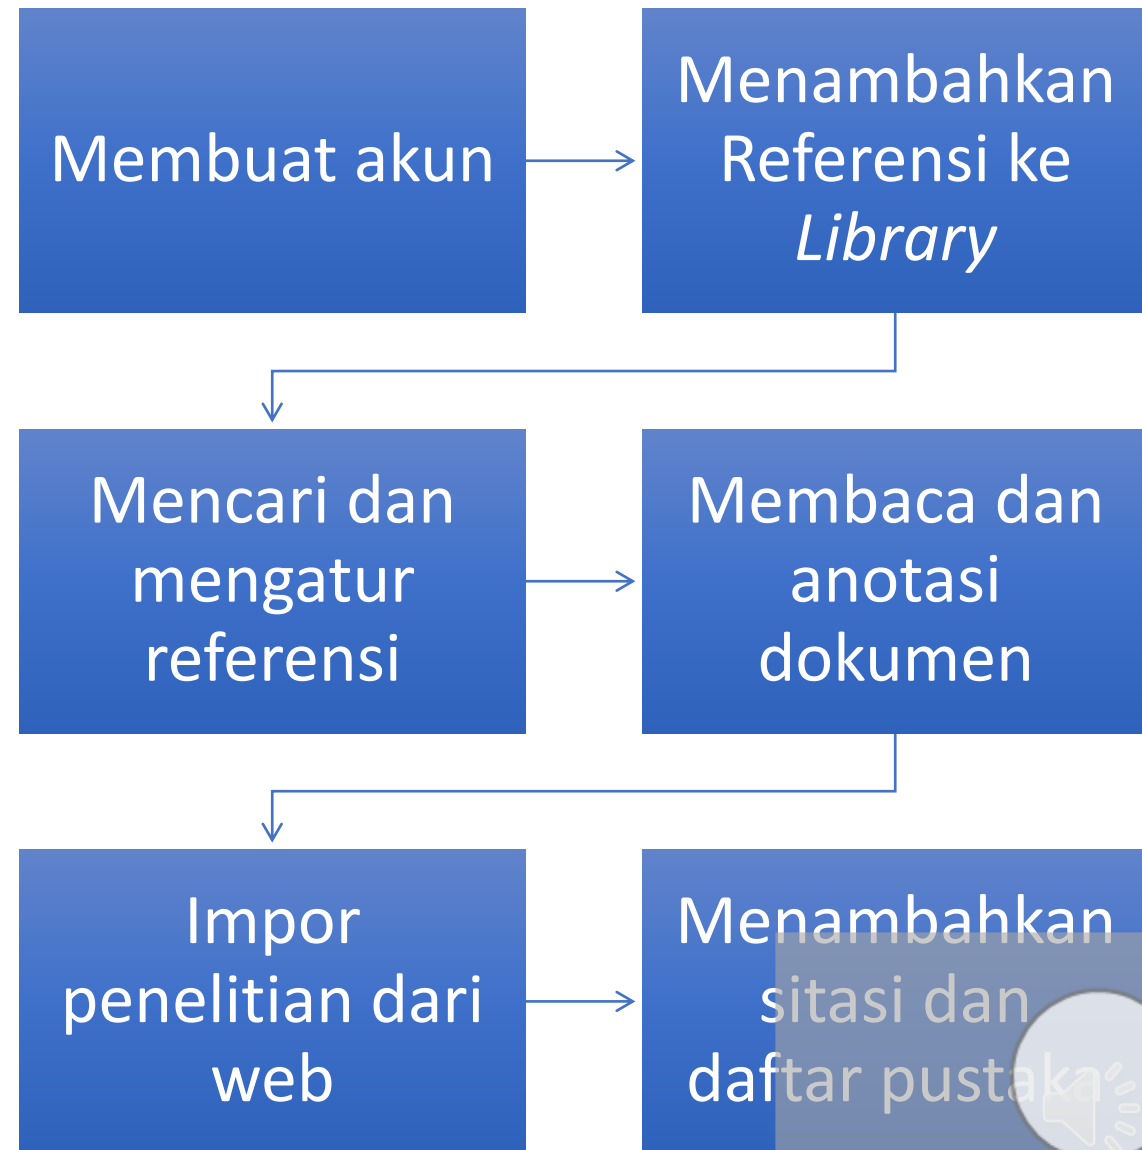 Membuat akun
Menambahkan
Referensi ke
Library
Mencari dan
mengatur
referensi
Membaca dan
anotasi
dokumen
Impor
penelitian dari
web
Menambahkan
sitasi dan
daftar pustaka